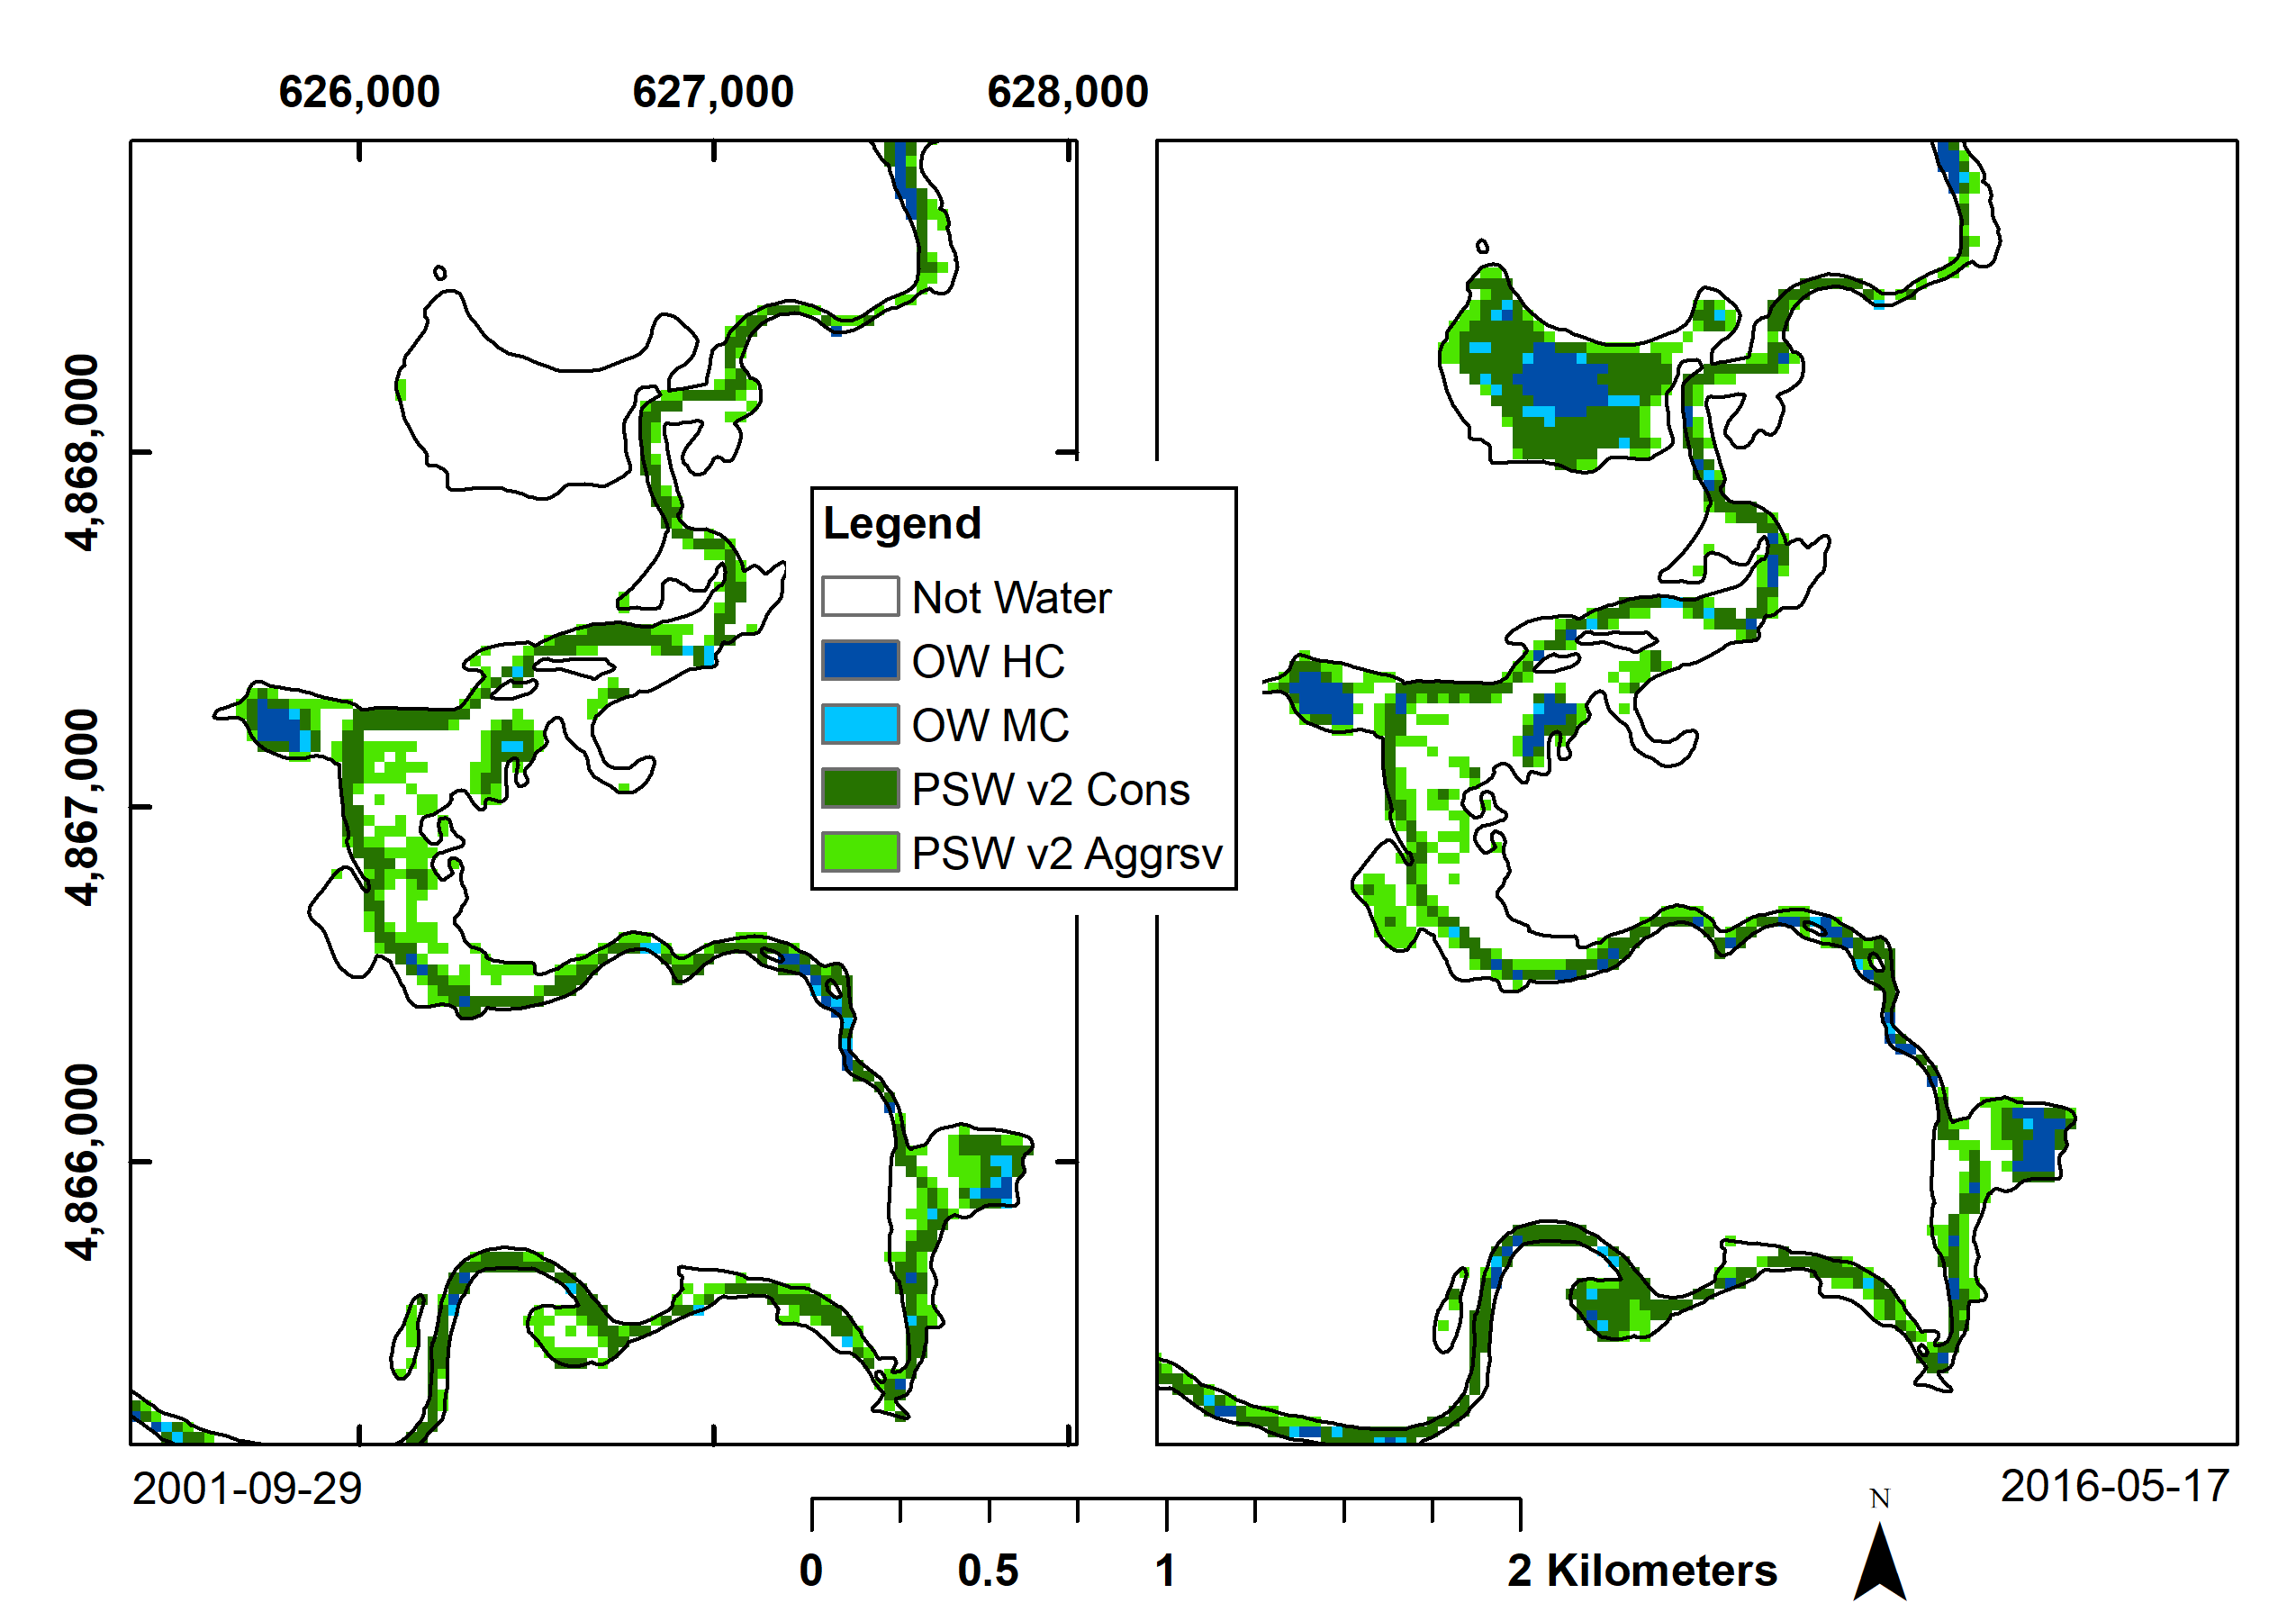 626,000
627,000
628,000
4,868,000
4,867,000
4,866,000
Legend
Not Water
OW HC
OW MC
PSW v2 Cons
PSW v2 Aggrsv
2001-09-29
2016-05-17
N
0 0.5 1 2 Kilometers